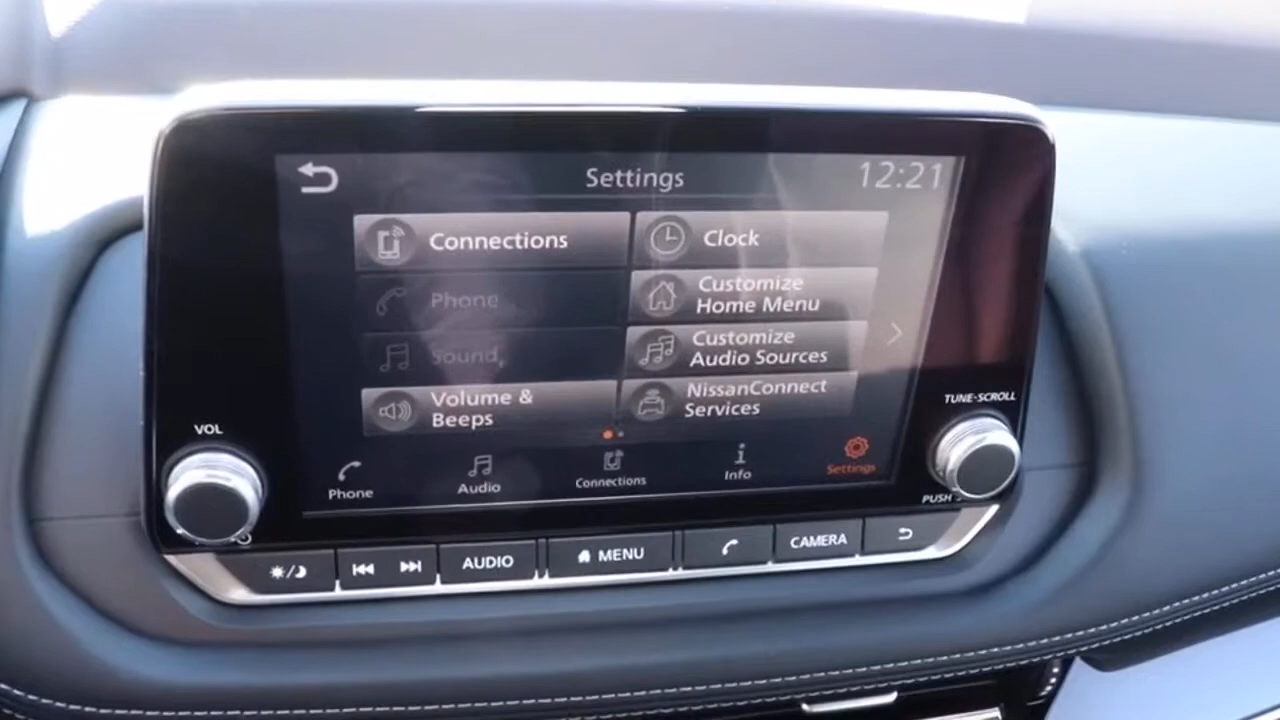 Settings
12:21
Connections
Clock
Phone
Customize
Home Menu
Sound
Customize
Audio Sources
Volume &
Beeps
NissanConnect
Services
Phone
Audio
Connections
Info
Settings
VOL
TUNE·SCROLL
PUSH
AUDIO
MENU
CAMERA